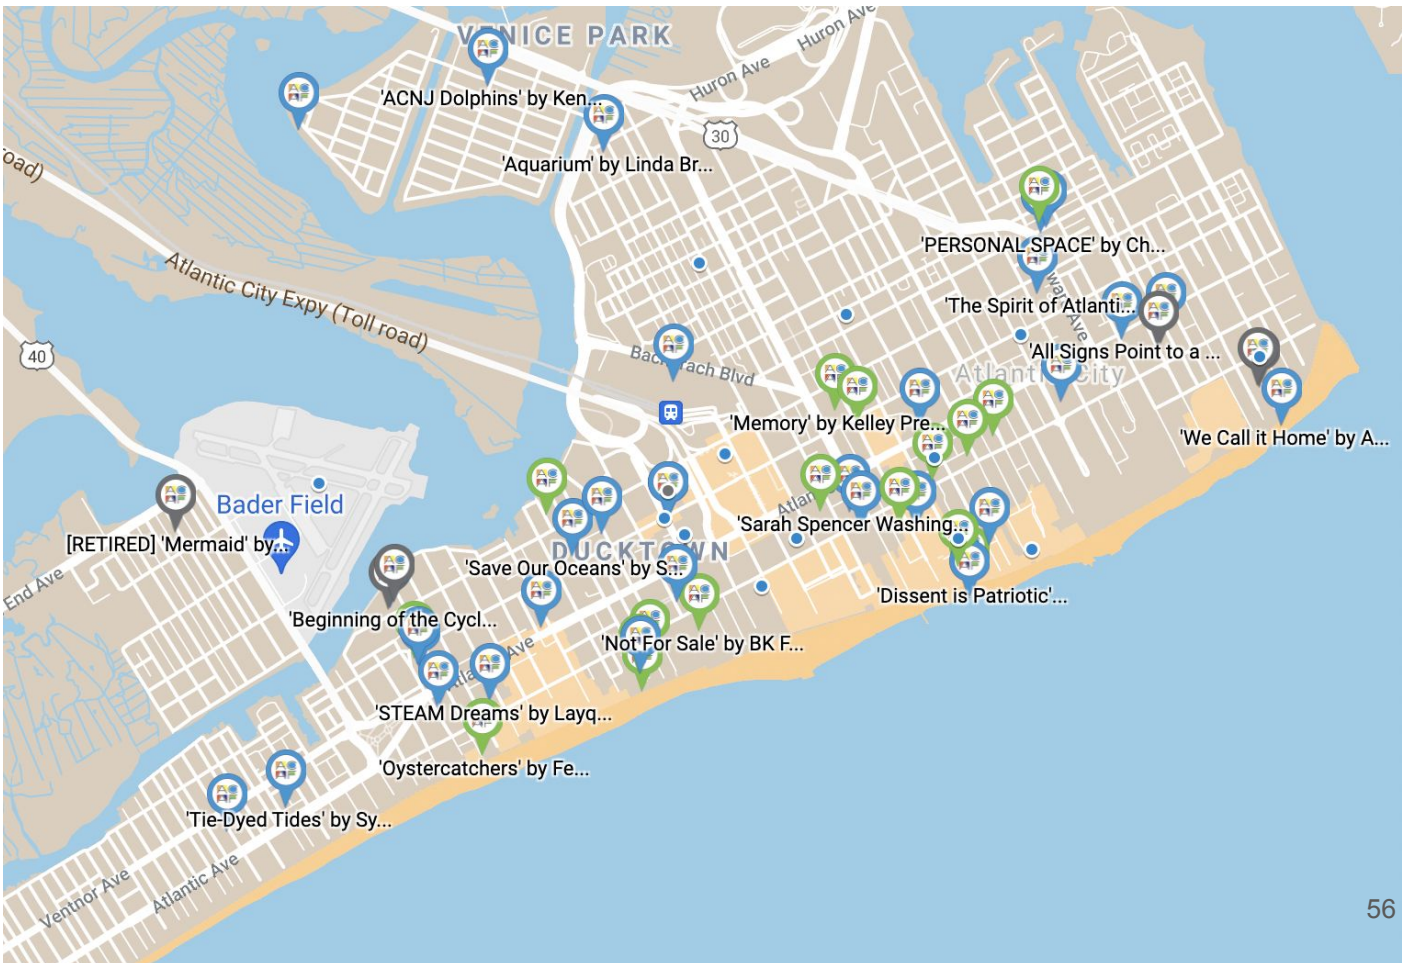 VENICE PARK
Huron Ave
Huron Ave
'ACNJ Dolphins' by Ken...
30
'Aquarium' by Linda Br...
road)
'PERSONAL SPACE' by Ch...
Atlantic City Expy (Toll road)
'The Spirit of Atlanti...
40
'All Signs Point to a ...
Atlantic City
'Memory' by Kelley Pre...
'We Call it Home' by A...
Bader Field
'Sarah Spencer Washing...
[RETIRED] 'Mermaid' by...
DUCKTOWN
'Save Our Oceans' by S...
End Ave
'Dissent is Patriotic'...
'Beginning of the Cycl...
'Not For Sale' by BK F...
'STEAM Dreams' by Layq...
'Oystercatchers' by Fe...
'Tie-Dyed Tides' by Sy...
Ventnor Ave
Atlantic Ave
56